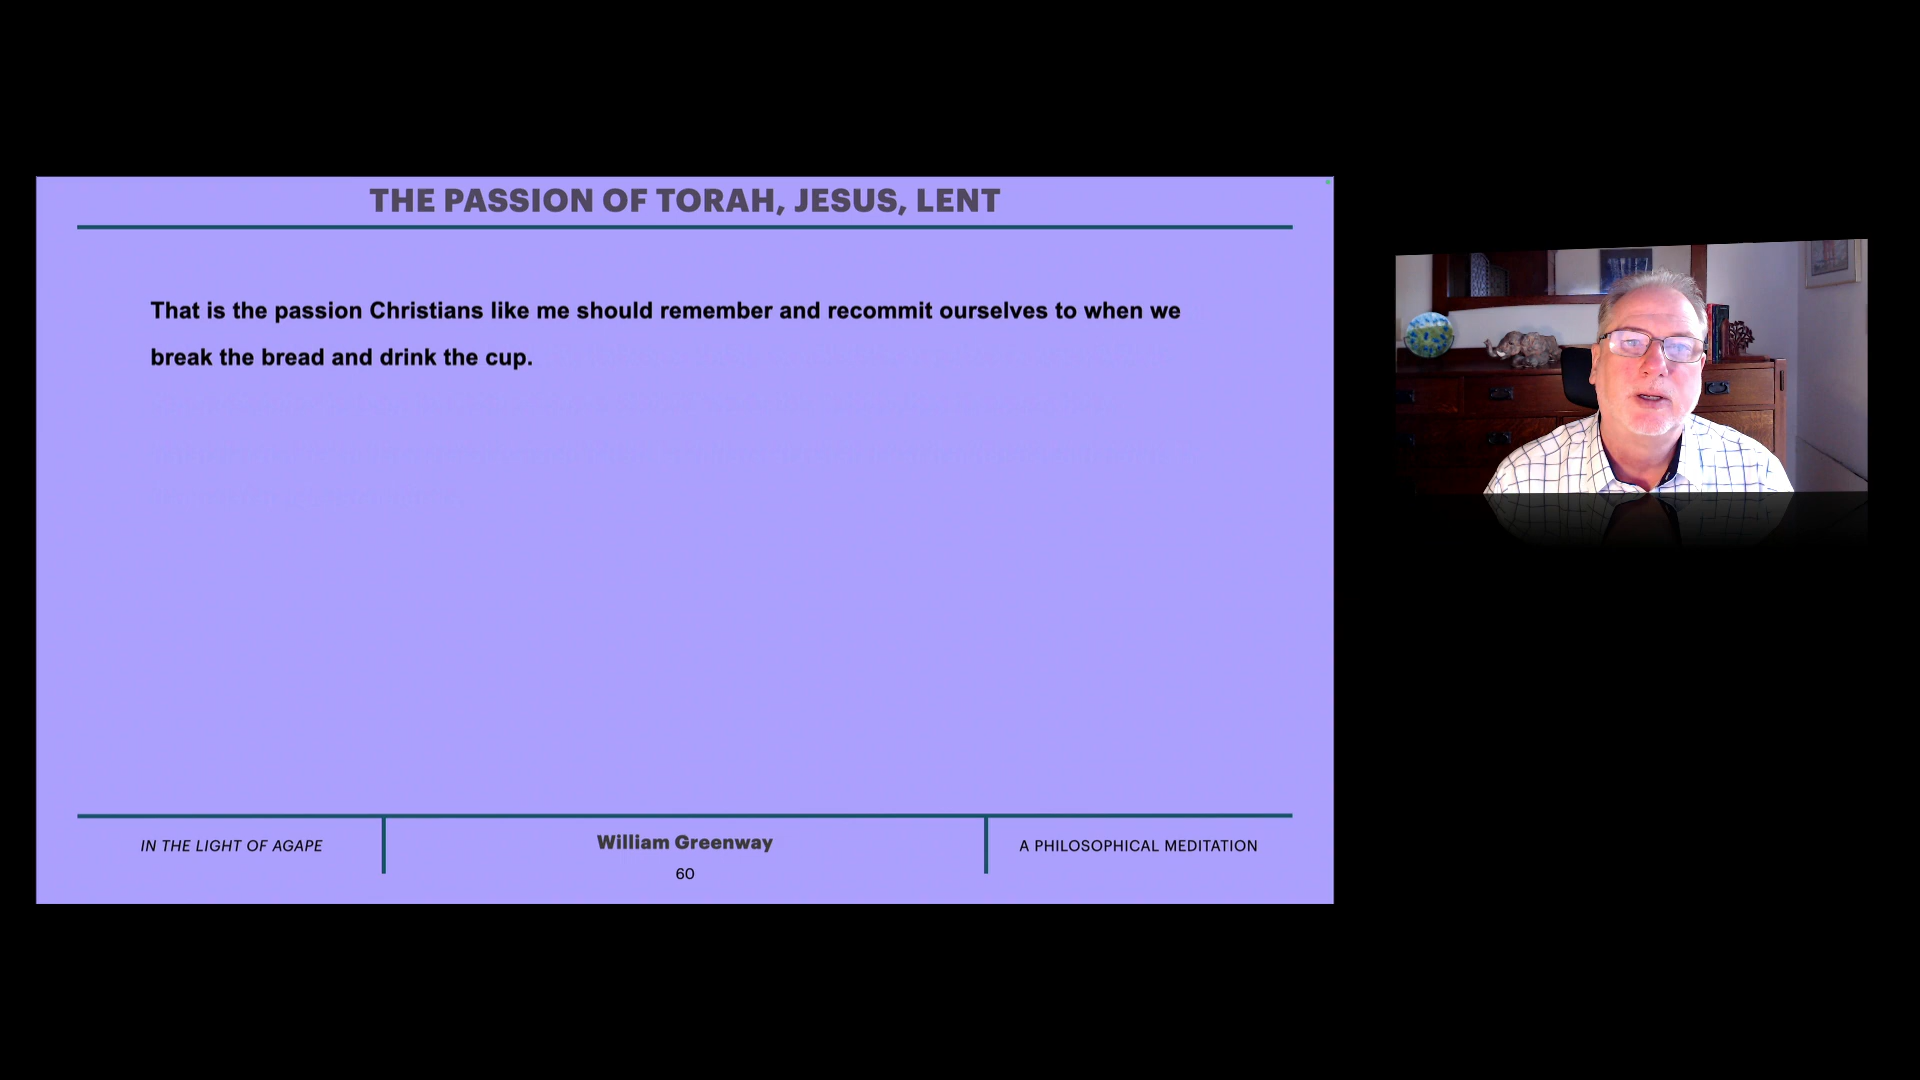 THE PASSION OF TORAH, JESUS, LENT
That is the passion Christians like me should remember and recommit ourselves to when we
break the bread and drink the cup.
IN THE LIGHT OF AGAPE
William Greenway
60
A PHILOSOPHICAL MEDITATION